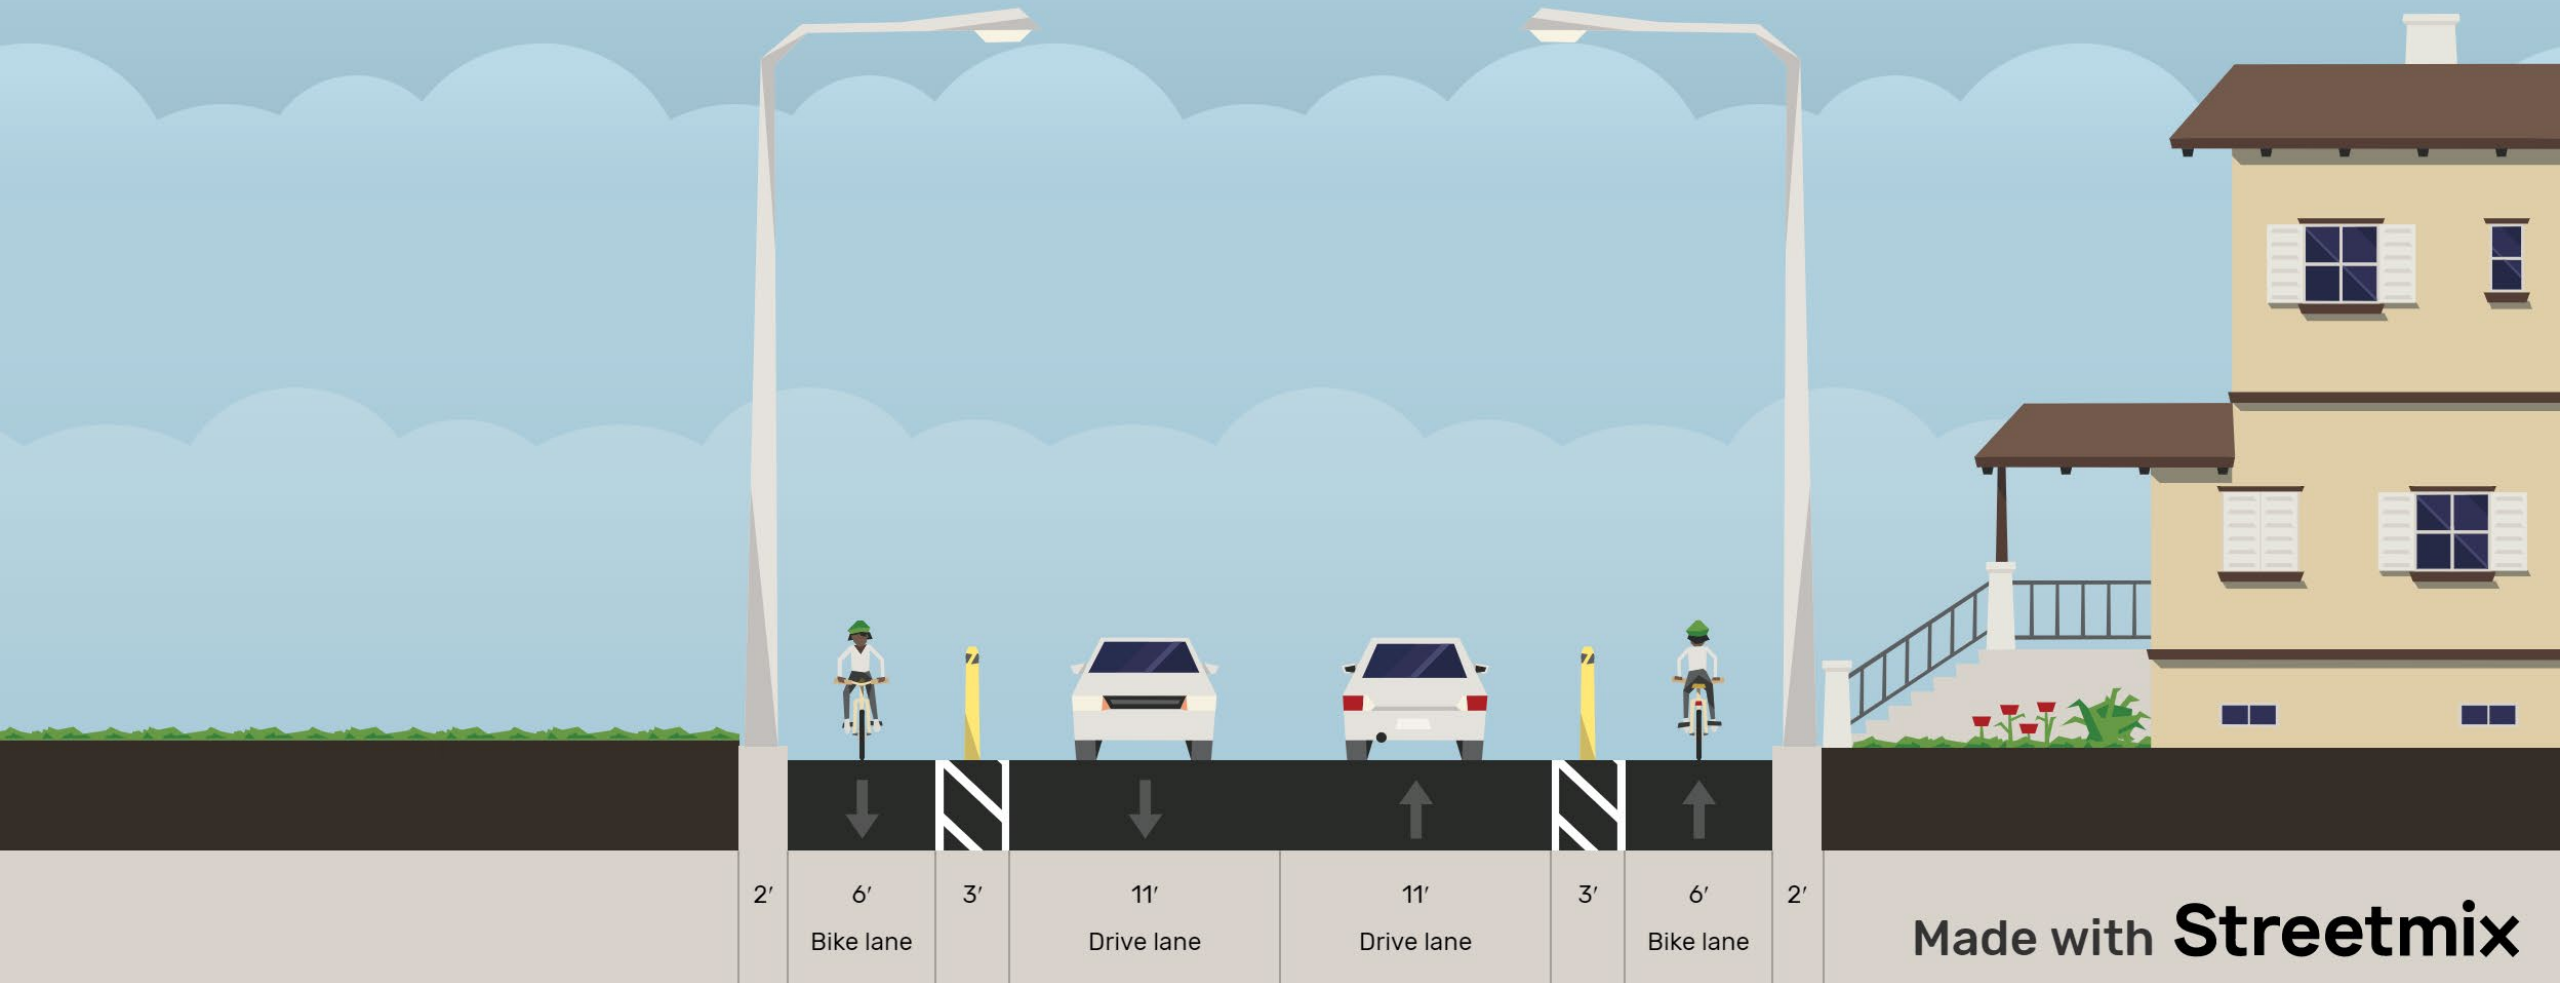 2′
6′
3′
11′
11′
3′
6′
2′
Bike lane
Drive lane
Drive lane
Bike lane
Made with Streetmix